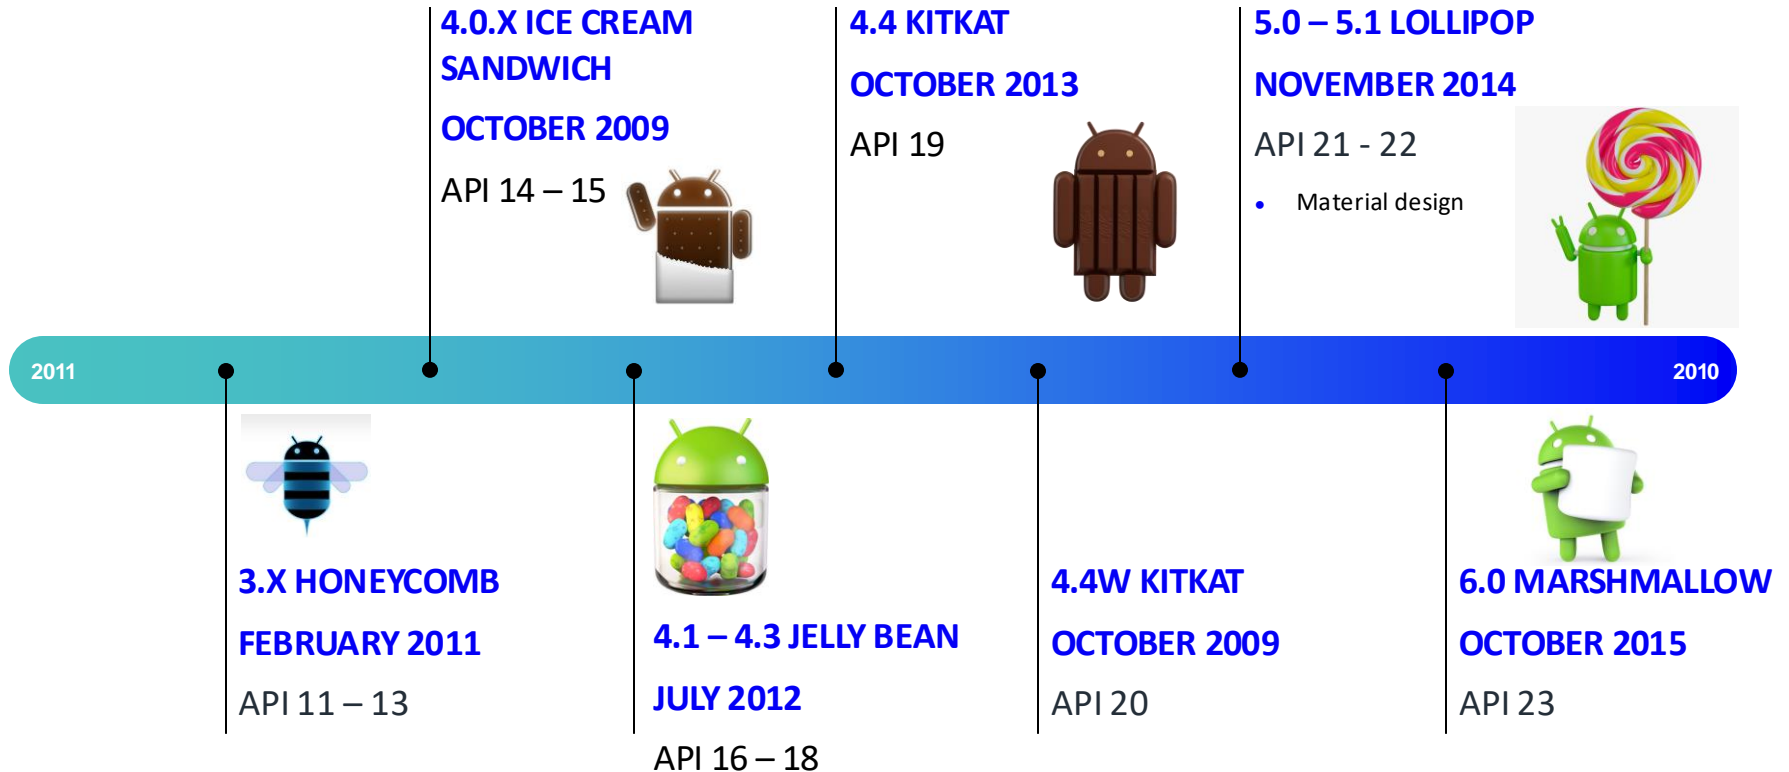 4.0.X ICE CREAM
SANDWICH
OCTOBER 2009
API 14 – 15
4.4 KITKAT
OCTOBER 2013
API 19
5.0 – 5.1 LOLLIPOP
NOVEMBER 2014
API 21 - 22
• Material design
2011
2010
3.X HONEYCOMB
FEBRUARY 2011
API 11 – 13
4.1 – 4.3 JELLY BEAN
JULY 2012
API 16 – 18
4.4W KITKAT
OCTOBER 2009
API 20
6.0 MARSHMALLOW
OCTOBER 2015
API 23